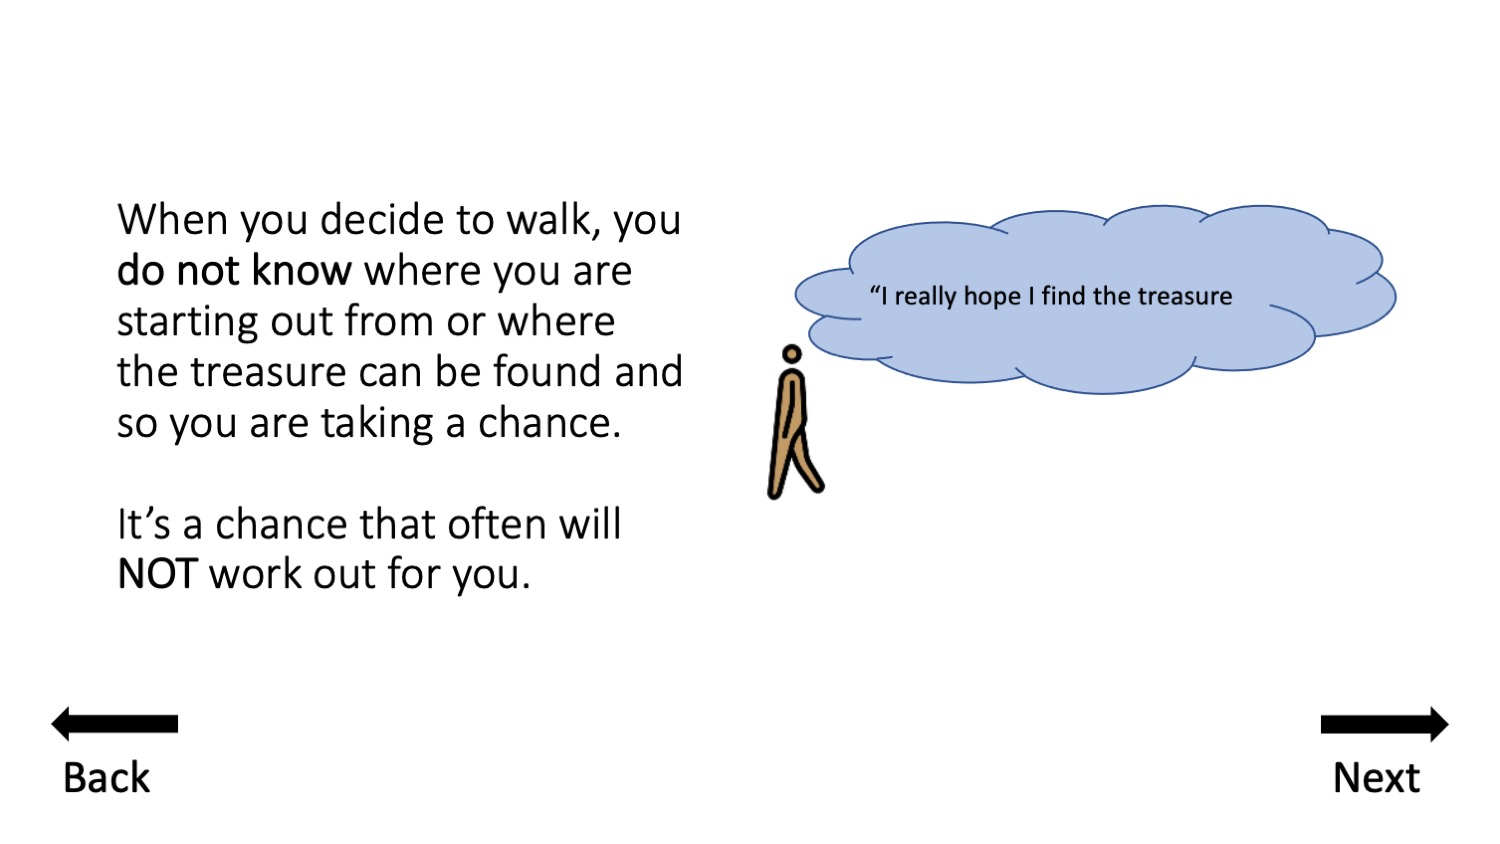 When you decide to walk, you
do not know where you are
starting out from or where
the treasure can be found and
so you are taking a chance.
It’s a chance that often will
NOT work out for you.
“I really hope I find the treasure
Back
Next